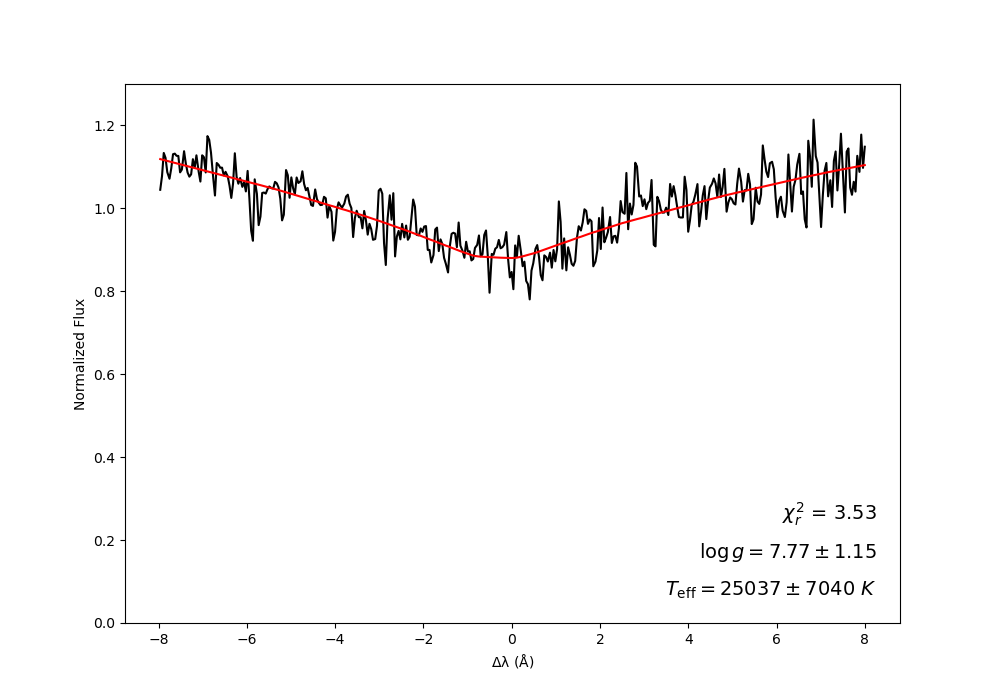 1.2
1.0
0.8
0.6
0.4
0.2
0.0
Normalized Flux
χ²ᵣ = 3.53
log g = 7.77 ± 1.15
T_eff = 25037 ± 7040 K
−8 −6 −4 −2 0 2 4 6 8
Δλ (Å)